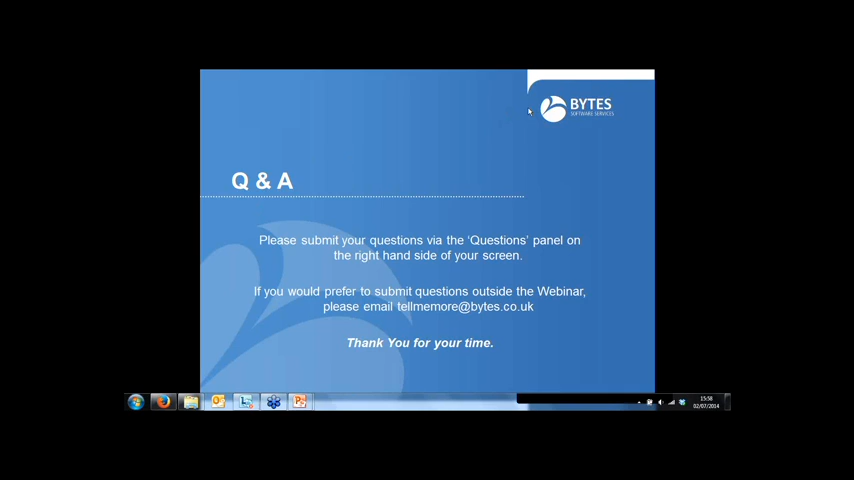 BYTES
SOFTWARE SERVICES
Q & A
Please submit your questions via the 'Questions' panel on
the right hand side of your screen.
If you would prefer to submit questions outside the Webinar,
please email tellmemore@bytes.co.uk
Thank You for your time.
15:58
02/07/2014